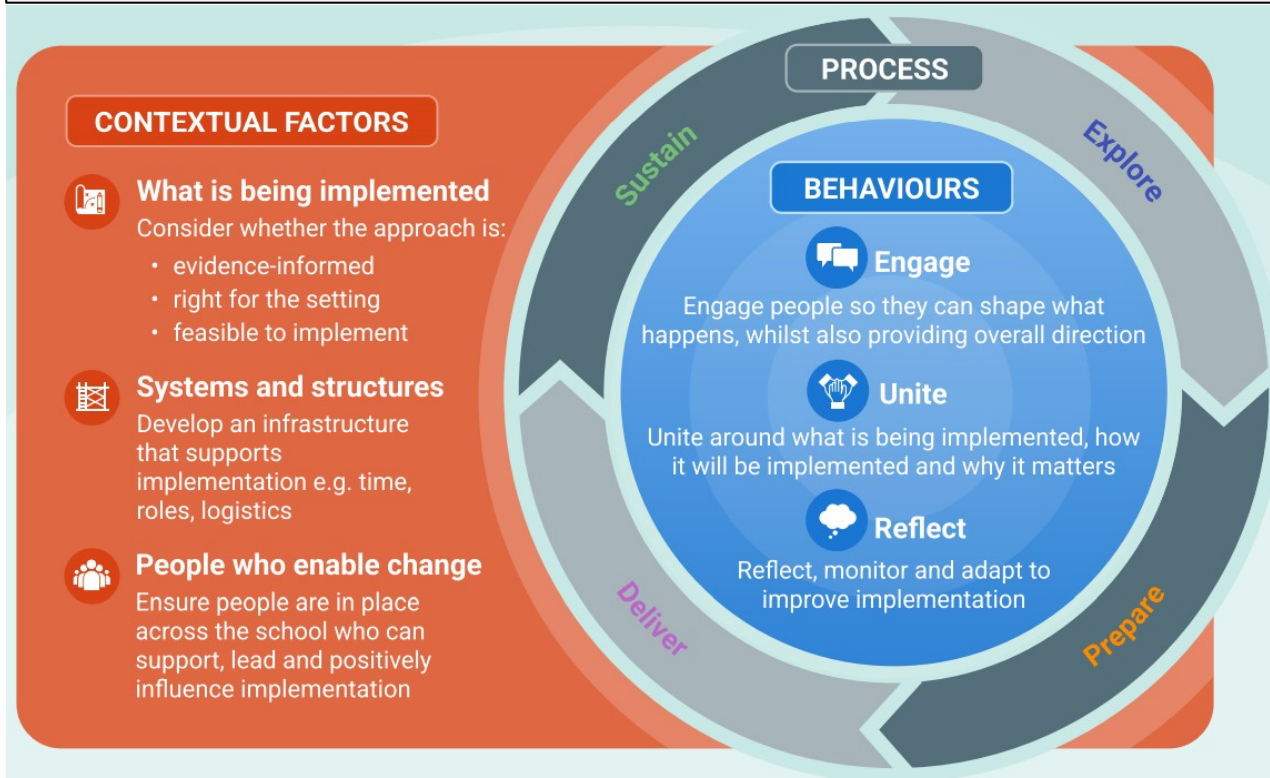 CONTEXTUAL FACTORS
What is being implemented
Consider whether the approach is:
• evidence-informed
• right for the setting
• feasible to implement
Systems and structures
Develop an infrastructure
that supports
implementation e.g. time,
roles, logistics
People who enable change
Ensure people are in place
across the school who can
support, lead and positively
influence implementation
PROCESS
Explore
Prepare
Deliver
Sustain
BEHAVIOURS
Engage
Engage people so they can shape what
happens, whilst also providing overall direction
Unite
Unite around what is being implemented, how
it will be implemented and why it matters
Reflect
Reflect, monitor and adapt to
improve implementation